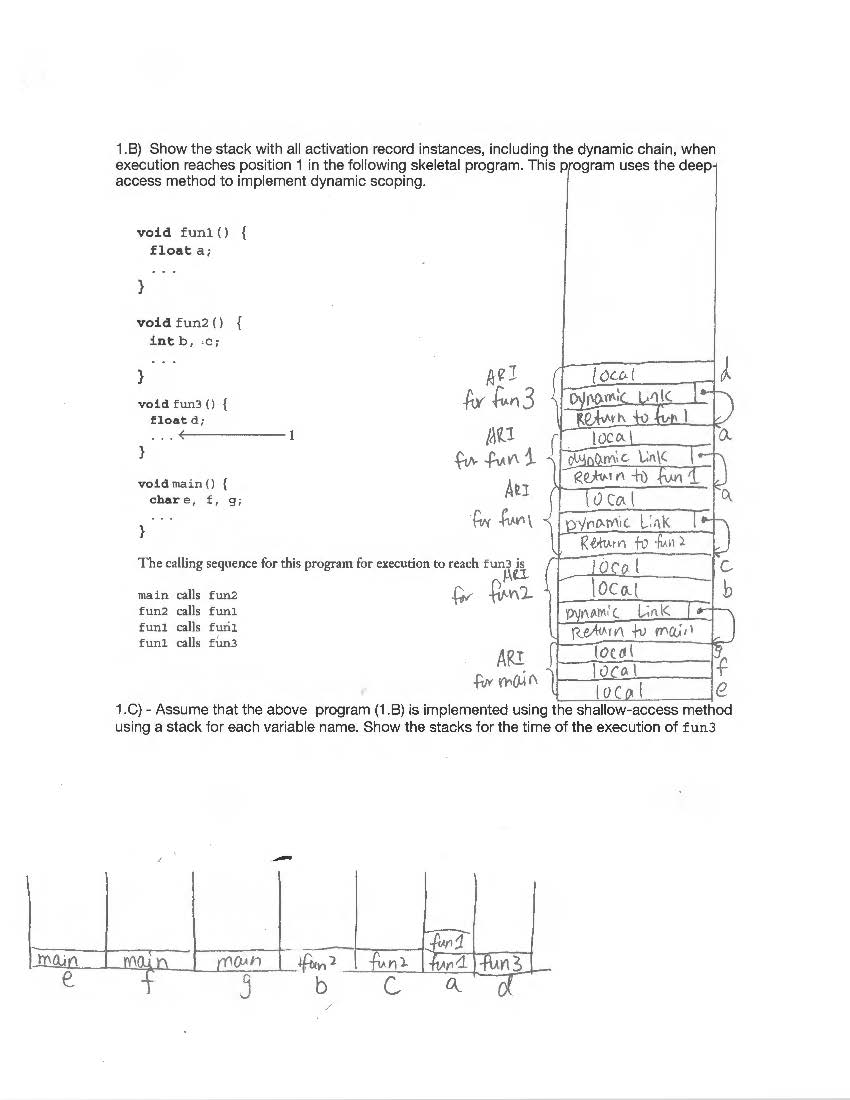 1.B) Show the stack with all activation record instances, including the dynamic chain, when
execution reaches position 1 in the following skeletal program. This program uses the deep-
access method to implement dynamic scoping.
void fun1() {
float a;
...
}
void fun2() {
int b, c;
...
}
void fun3() {
float d;
... 1
}
void main() {
char e, f, g;
...
}
The calling sequence for this program for execution to reach fun3 is
main calls fun2
fun2 calls fun1
fun1 calls fun1
fun1 calls fun3
ARI
for fun3
local d
Dynamic Link
Return to fun1
ARI
for fun1
local a
dynamic Link
Return to fun1
ARI
for fun1
local a
Dynamic Link
Return to fun2
ARI
for fun2
local c
local b
Dynamic Link
Return to main
ARI
for main
local g
local f
local e
1.C) - Assume that the above program (1.B) is implemented using the shallow-access method
using a stack for each variable name. Show the stacks for the time of the execution of fun3
fun1
main main main fun2 fun2 fun1 fun3
e f g b c a d